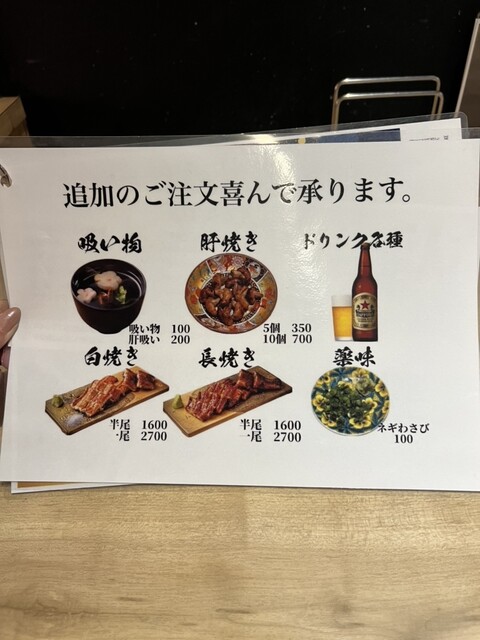 追加のご注文喜んで承ります。
吸い物
肝焼き
ドリンク各種
吸い物 100
肝吸い 200
5個 350
10個 700
白焼き
長焼き
薬味
半尾 1600
一尾 2700
半尾 1600
一尾 2700
ネギわさび
100